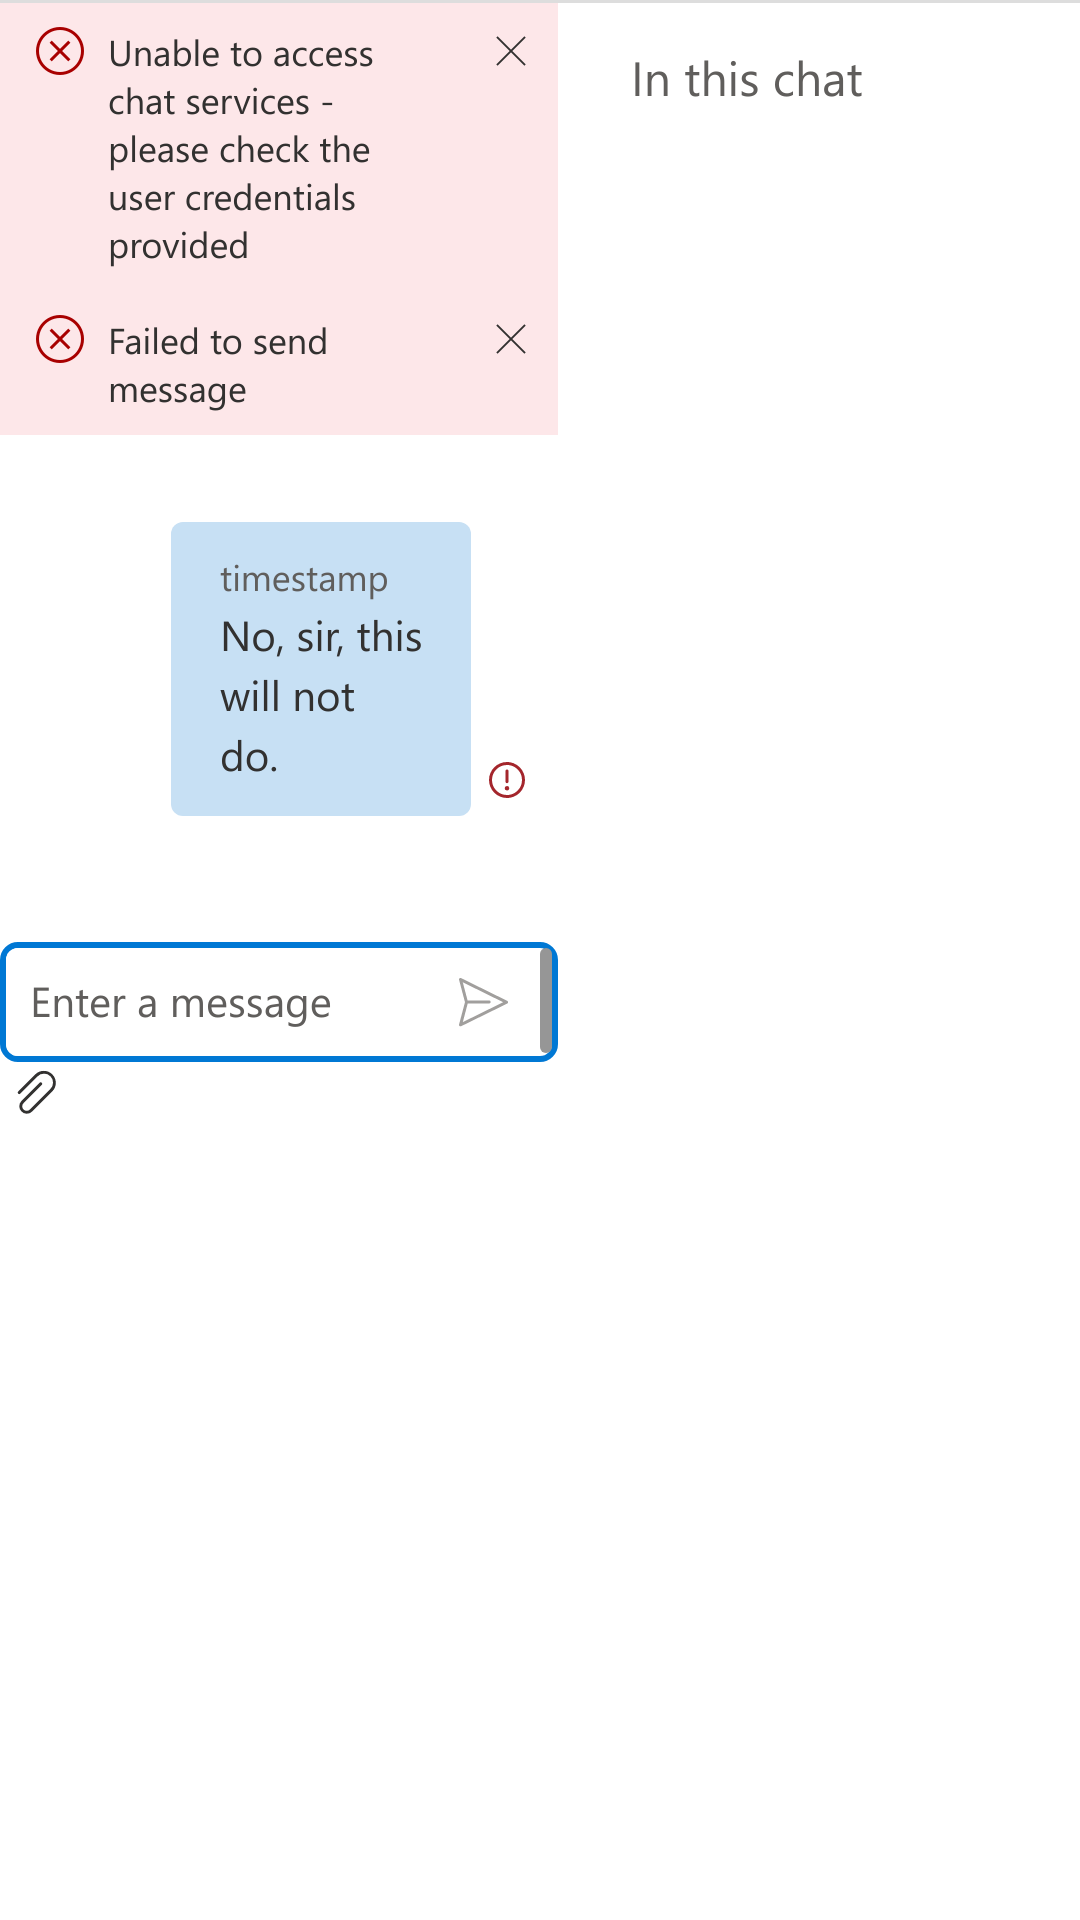 Unable to access
chat services -
please check the
user credentials
provided
Failed to send
message
In this chat
timestamp
No, sir, this
will not
do.
Enter a message